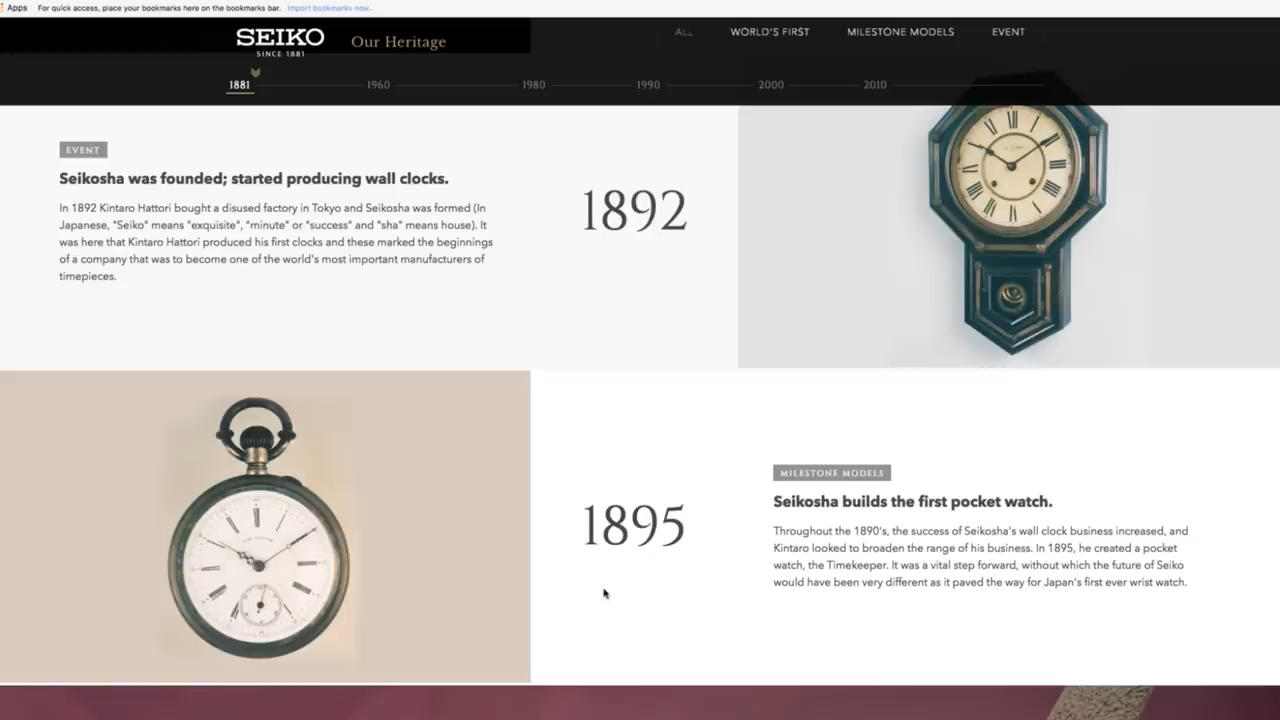 Apps For quick access, place your bookmarks here on the bookmarks bar. Import bookmarks now...
SEIKO
SINCE 1881
Our Heritage
ALL WORLD'S FIRST MILESTONE MODELS EVENT
1881 1960 1980 1990 2000 2010
EVENT
Seikosha was founded; started producing wall clocks.
In 1892 Kintaro Hattori bought a disused factory in Tokyo and Seikosha was formed (In
Japanese, "Seiko" means "exquisite", "minute" or "success" and "sha" means house). It
was here that Kintaro Hattori produced his first clocks and these marked the beginnings
of a company that was to become one of the world's most important manufacturers of
timepieces.
1892
1895
MILESTONE MODELS
Seikosha builds the first pocket watch.
Throughout the 1890's, the success of Seikosha's wall clock business increased, and
Kintaro looked to broaden the range of his business. In 1895, he created a pocket
watch, the Timekeeper. It was a vital step forward, without which the future of Seiko
would have been very different as it paved the way for Japan's first ever wrist watch.